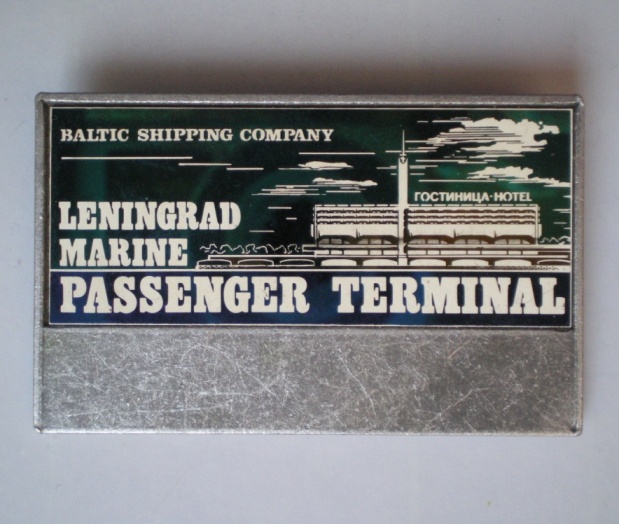 BALTIC SHIPPING COMPANY
ГОСТИНИЦА·HOTEL
LENINGRAD
MARINE
PASSENGER TERMINAL